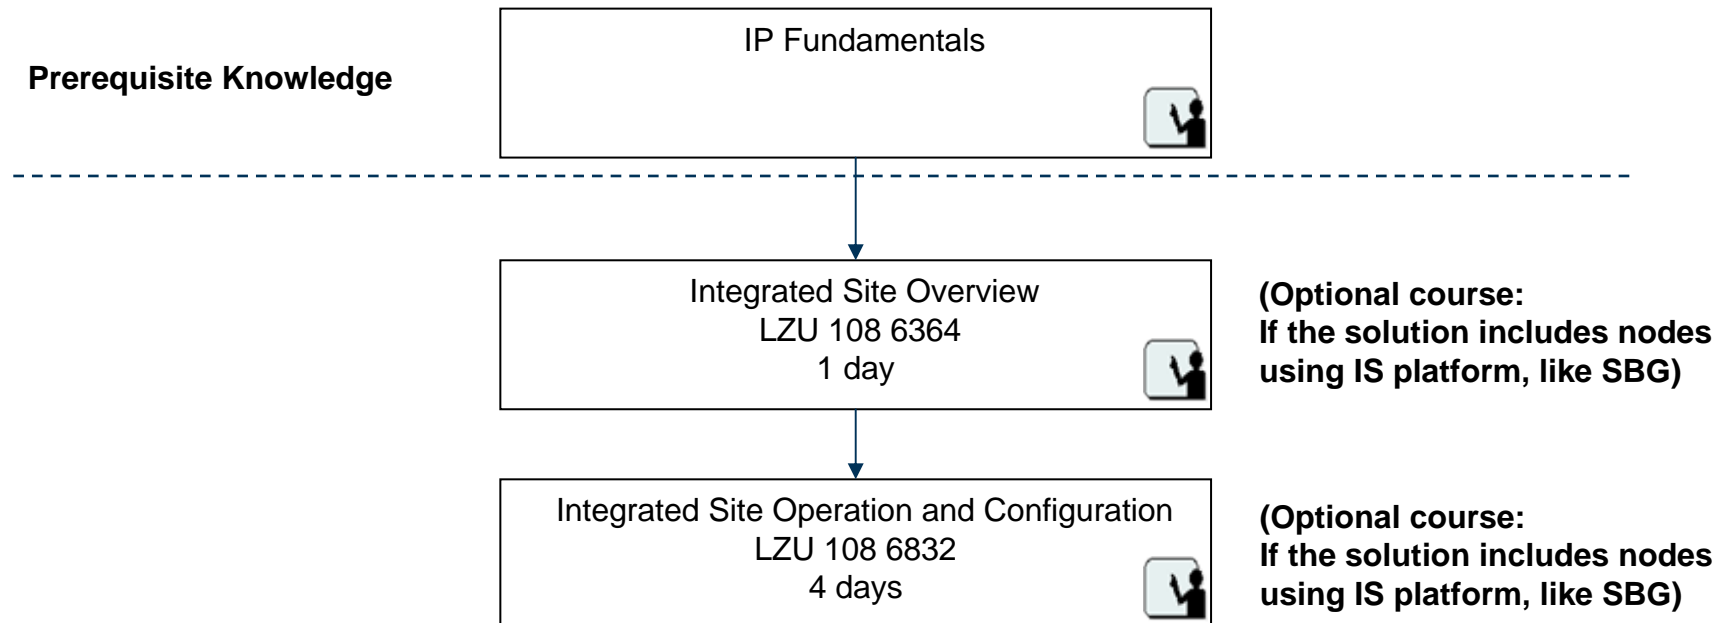 IP Fundamentals
Prerequisite Knowledge
Integrated Site Overview
LZU 108 6364
1 day
(Optional course:
If the solution includes nodes
using IS platform, like SBG)
Integrated Site Operation and Configuration
LZU 108 6832
4 days
(Optional course:
If the solution includes nodes
using IS platform, like SBG)